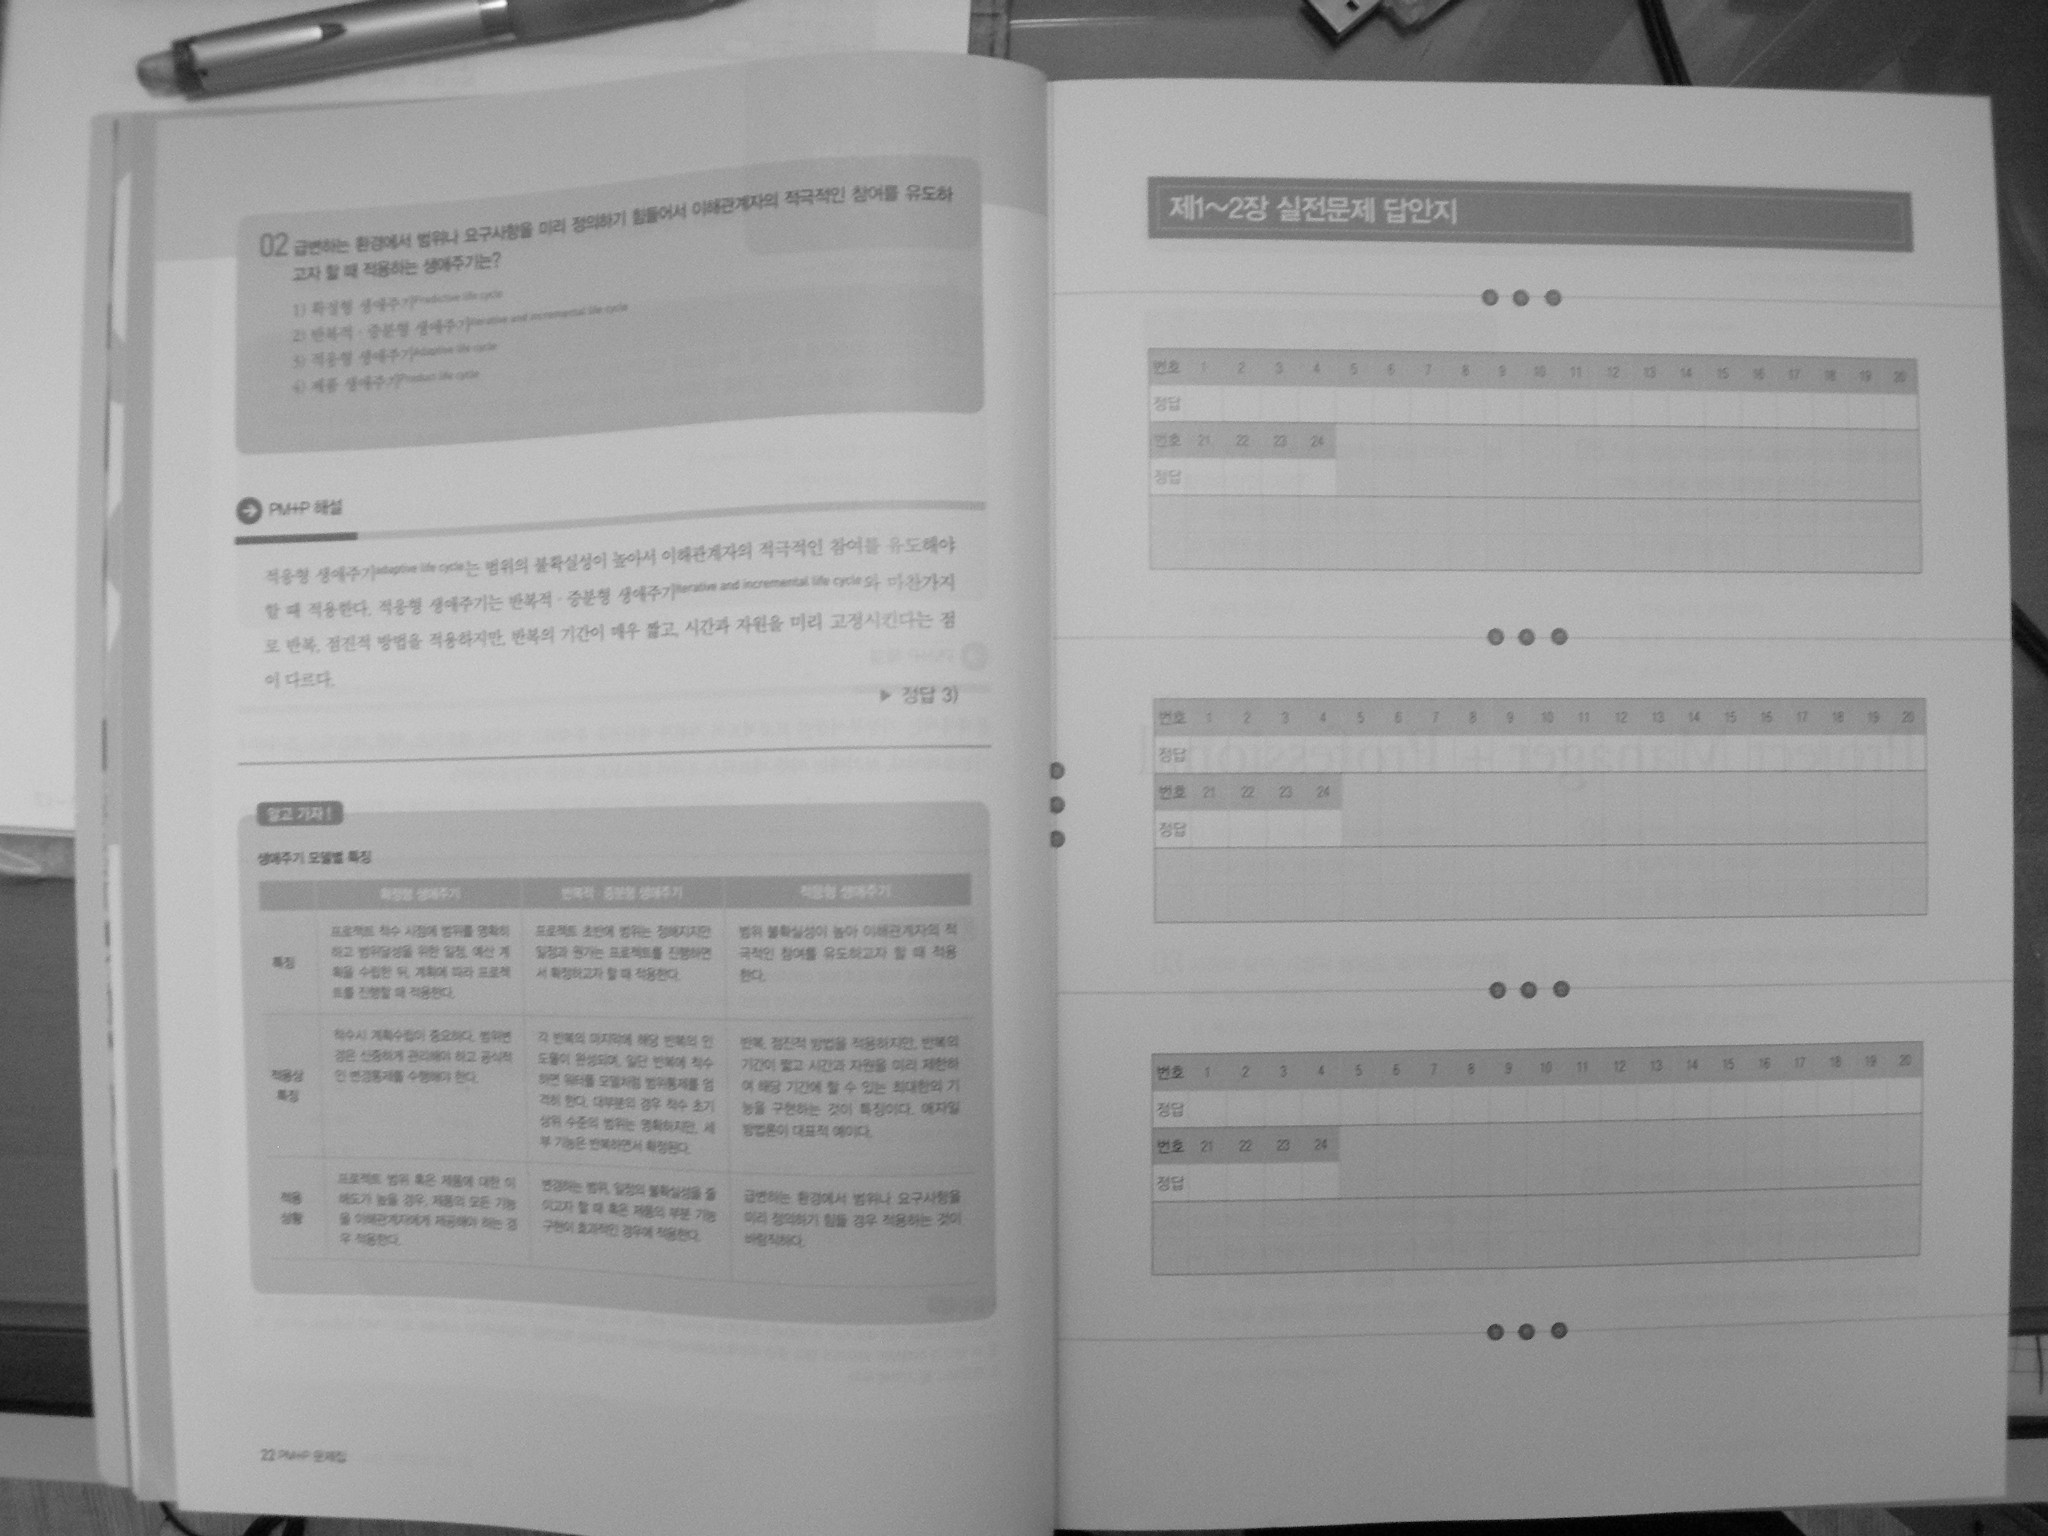 02 급변하는 환경에서 범위나 요구사항을 미리 정의하기 힘들어서 이해관계자의 적극적인 참여를 유도하
고자 할 때 적용하는 생애주기는?
1) 확정형 생애주기Predictive life cycle
2) 반복적·중분형 생애주기Iterative and incremental life cycle
3) 적응형 생애주기Adaptive life cycle
4) 제품 생애주기Product life cycle
PM+P 해설
적응형 생애주기adaptive life cycle는 범위의 불확실성이 높아서 이해관계자의 적극적인 참여를 유도해야
할 때 적용한다. 적응형 생애주기는 반복적·중분형 생애주기iterative and incremental life cycle와 마찬가지
로 반복, 점진적 방법을 적용하지만, 반복의 기간이 매우 짧고, 시간과 자원을 미리 고정시킨다는 점
이 다르다.
▶ 정답 3)
알고 가자!
생애주기 모델별 특징
확정형 생애주기 반복적·중분형 생애주기 적응형 생애주기
특징
프로젝트 착수 시점에 범위를 명확히
하고 범위달성을 위한 일정, 예산 계
획을 수립한 뒤, 계획에 따라 프로젝
트를 진행할 때 적용한다.
프로젝트 초반에 범위는 정해지지만
일정과 원가는 프로젝트를 진행하면
서 확정하고자 할 때 적용한다.
범위 불확실성이 높아 이해관계자의 적
극적인 참여를 유도하고자 할 때 적용
한다.
적용상
특징
착수시 계획수립이 중요하다. 범위변
경은 신중하게 관리해야 하고 공식적
인 변경통제를 수행해야 한다.
각 반복의 마지막에 해당 반복의 인
도물이 완성되며, 일단 반복에 착수
하면 워터폴 모델처럼 범위통제를 엄
격히 한다. 대부분의 경우 착수 초기
상위 수준의 범위는 명확하지만, 세
부 기능은 반복하면서 확정된다.
반복, 점진적 방법을 적용하지만, 반복의
기간이 짧고 시간과 자원을 미리 제한하
여 해당 기간에 할 수 있는 최대한의 기
능을 구현하는 것이 특징이다. 애자일
방법론이 대표적 예이다.
적용
상황
프로젝트 범위 혹은 제품에 대한 이
해도가 높을 경우, 제품의 모든 기능
을 이해관계자에게 제공해야 하는 경
우 적용한다.
변경하는 범위, 일정의 불확실성을 줄
이고자 할 때 혹은 제품의 부분 기능
구현이 효과적인 경우에 적용한다.
급변하는 환경에서 범위나 요구사항을
미리 정의하기 힘들 경우 적용하는 것이
바람직하다.
22 PM+P 문제집
제1~2장 실전문제 답안지
번호 1 2 3 4 5 6 7 8 9 10 11 12 13 14 15 16 17 18 19 20
정답
번호 21 22 23 24
정답
번호 1 2 3 4 5 6 7 8 9 10 11 12 13 14 15 16 17 18 19 20
정답
번호 21 22 23 24
정답
번호 1 2 3 4 5 6 7 8 9 10 11 12 13 14 15 16 17 18 19 20
정답
번호 21 22 23 24
정답